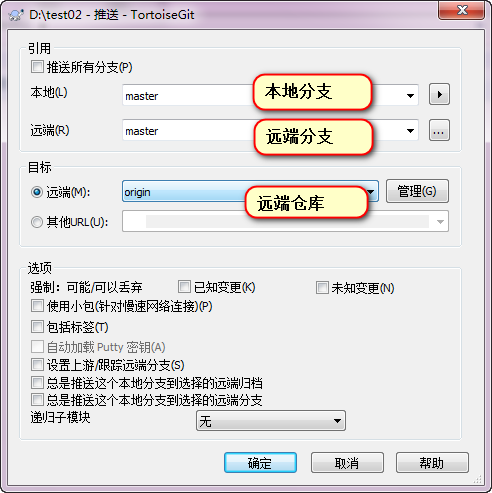 D:\test02 - 推送 - TortoiseGit
引用
推送所有分支(P)
本地(L) master 本地分支
远端(R) master 远端分支 ...
目标
远端(M): origin 远端仓库 管理(G)
其他URL(U):
选项
强制：可能/可以丢弃 已知变更(K) 未知变更(N)
使用小包(针对慢速网络连接)(P)
包括标签(T)
自动加载 Putty 密钥(A)
设置上游/跟踪远端分支(S)
总是推送这个本地分支到选择的远端归档
总是推送这个本地分支到选择的远端分支
递归子模块 无
确定 取消 帮助